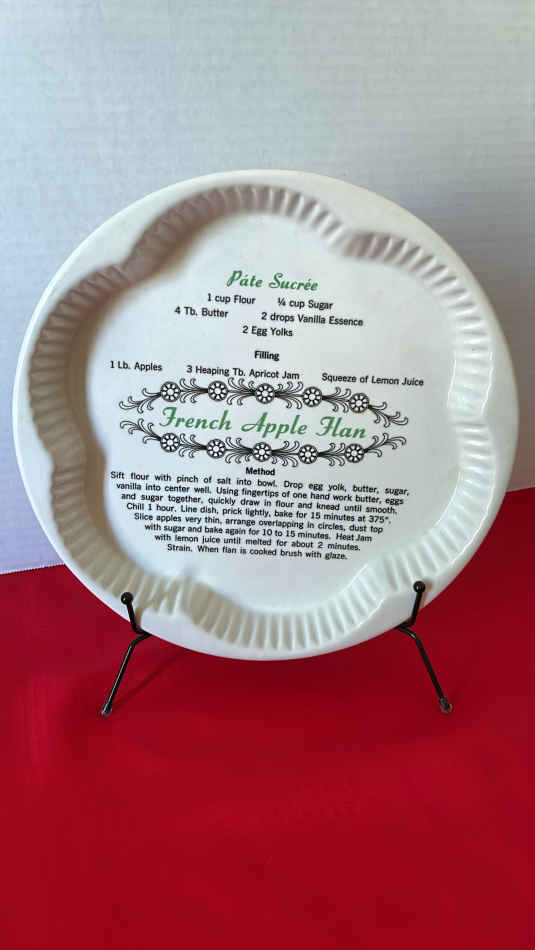 Páte Sucrée
1 cup Flour ¼ cup Sugar
4 Tb. Butter 2 drops Vanilla Essence
2 Egg Yolks
Filling
1 Lb. Apples 3 Heaping Tb. Apricot Jam Squeeze of Lemon Juice
French Apple Flan
Method
Sift flour with pinch of salt into bowl. Drop egg yolk, butter, sugar,
vanilla into center well. Using fingertips of one hand work butter, eggs
and sugar together, quickly draw in flour and knead until smooth.
Chill 1 hour. Line dish, prick lightly, bake for 15 minutes at 375°.
Slice apples very thin, arrange overlapping in circles, dust top
with sugar and bake again for 10 to 15 minutes. Heat Jam
with lemon juice until melted for about 2 minutes.
Strain. When flan is cooked brush with glaze.